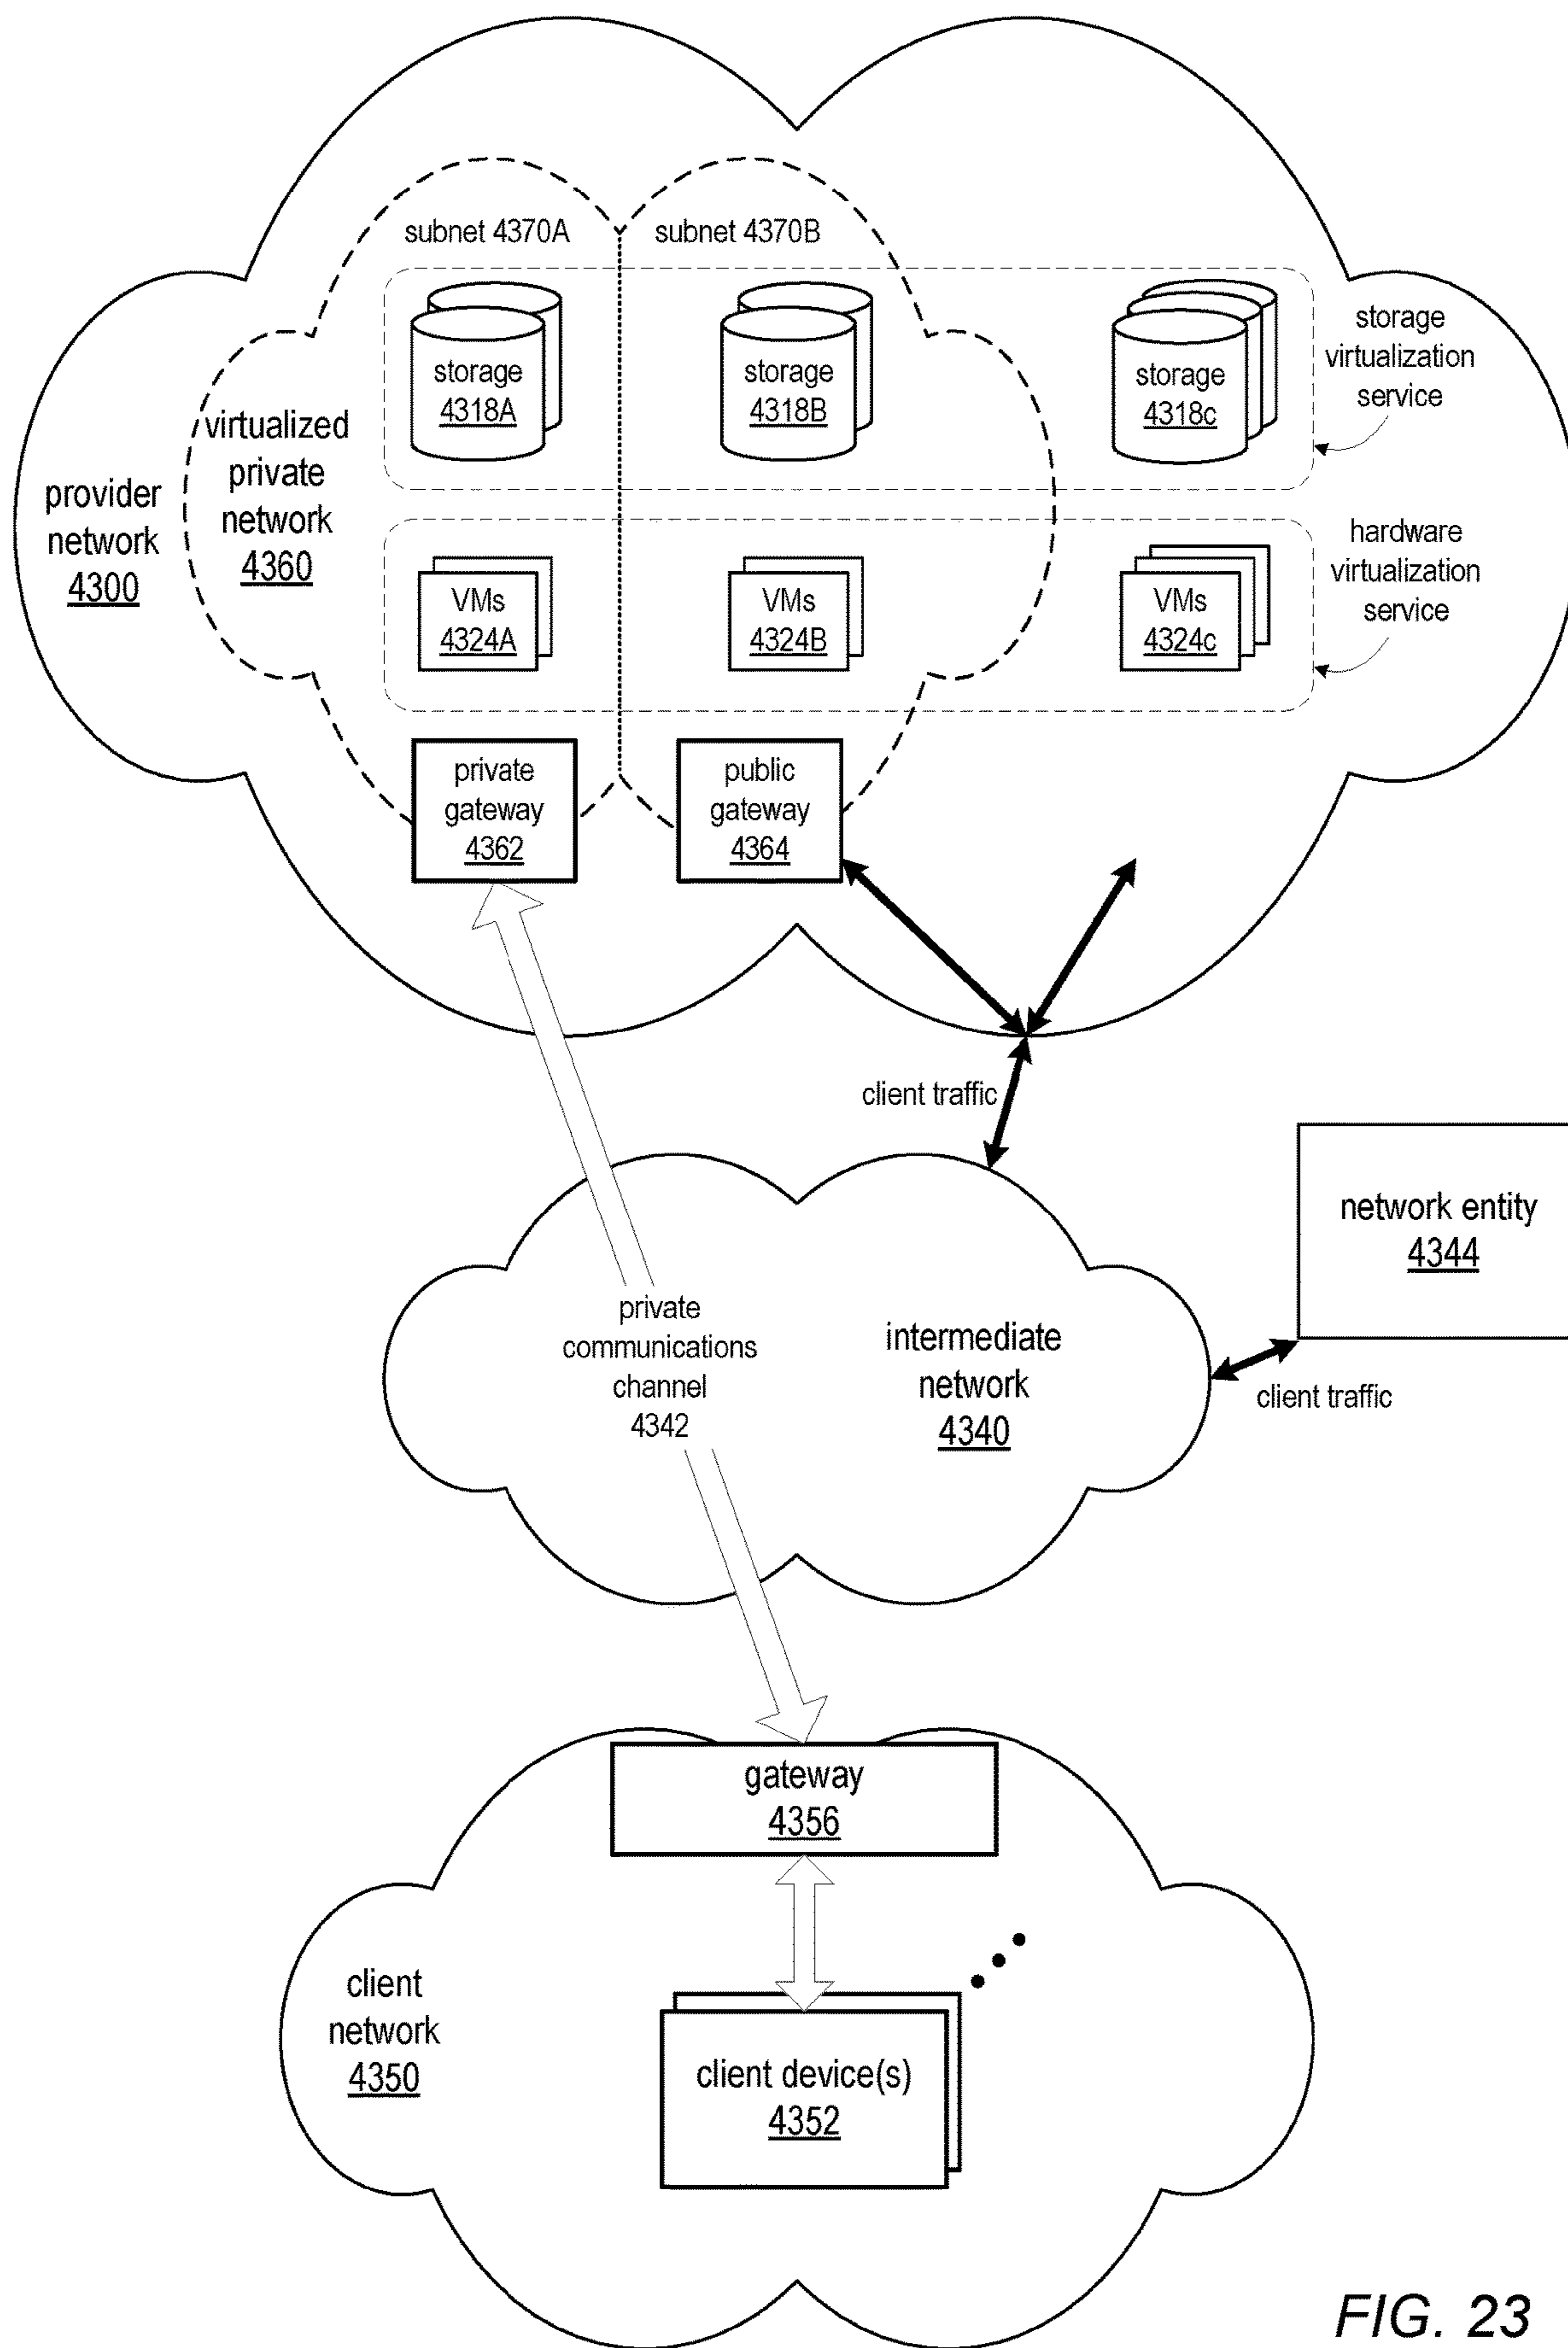 subnet 4370A
subnet 4370B
storage
4318A
storage
4318B
storage
4318c
storage
virtualization
service
virtualized
private
network
4360
provider
network
4300
VMs
4324A
VMs
4324B
VMs
4324c
hardware
virtualization
service
private
gateway
4362
public
gateway
4364
client traffic
network entity
4344
private
communications
channel
4342
intermediate
network
4340
client traffic
gateway
4356
client
network
4350
client device(s)
4352
FIG. 23